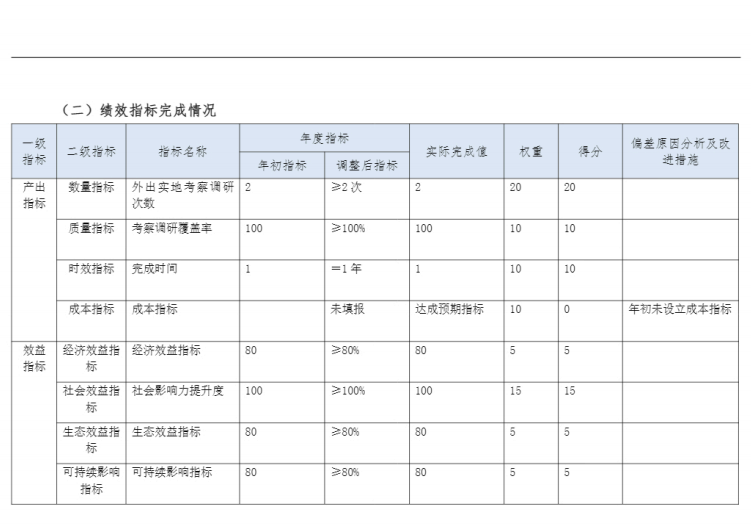 （二）绩效指标完成情况
一级指标 二级指标 指标名称 年度指标 实际完成值 权重 得分 偏差原因分析及改进措施
年初指标 调整后指标
产出指标 数量指标 外出实地考察调研次数 2 ≥2 次 2 20 20
质量指标 考察调研覆盖率 100 ≥100% 100 10 10
时效指标 完成时间 1 ＝1 年 1 10 10
成本指标 成本指标 未填报 达成预期指标 10 0 年初未设立成本指标
效益指标 经济效益指标 经济效益指标 80 ≥80% 80 5 5
社会效益指标 社会影响力提升度 100 ≥100% 100 15 15
生态效益指标 生态效益指标 80 ≥80% 80 5 5
可持续影响指标 可持续影响指标 80 ≥80% 80 5 5